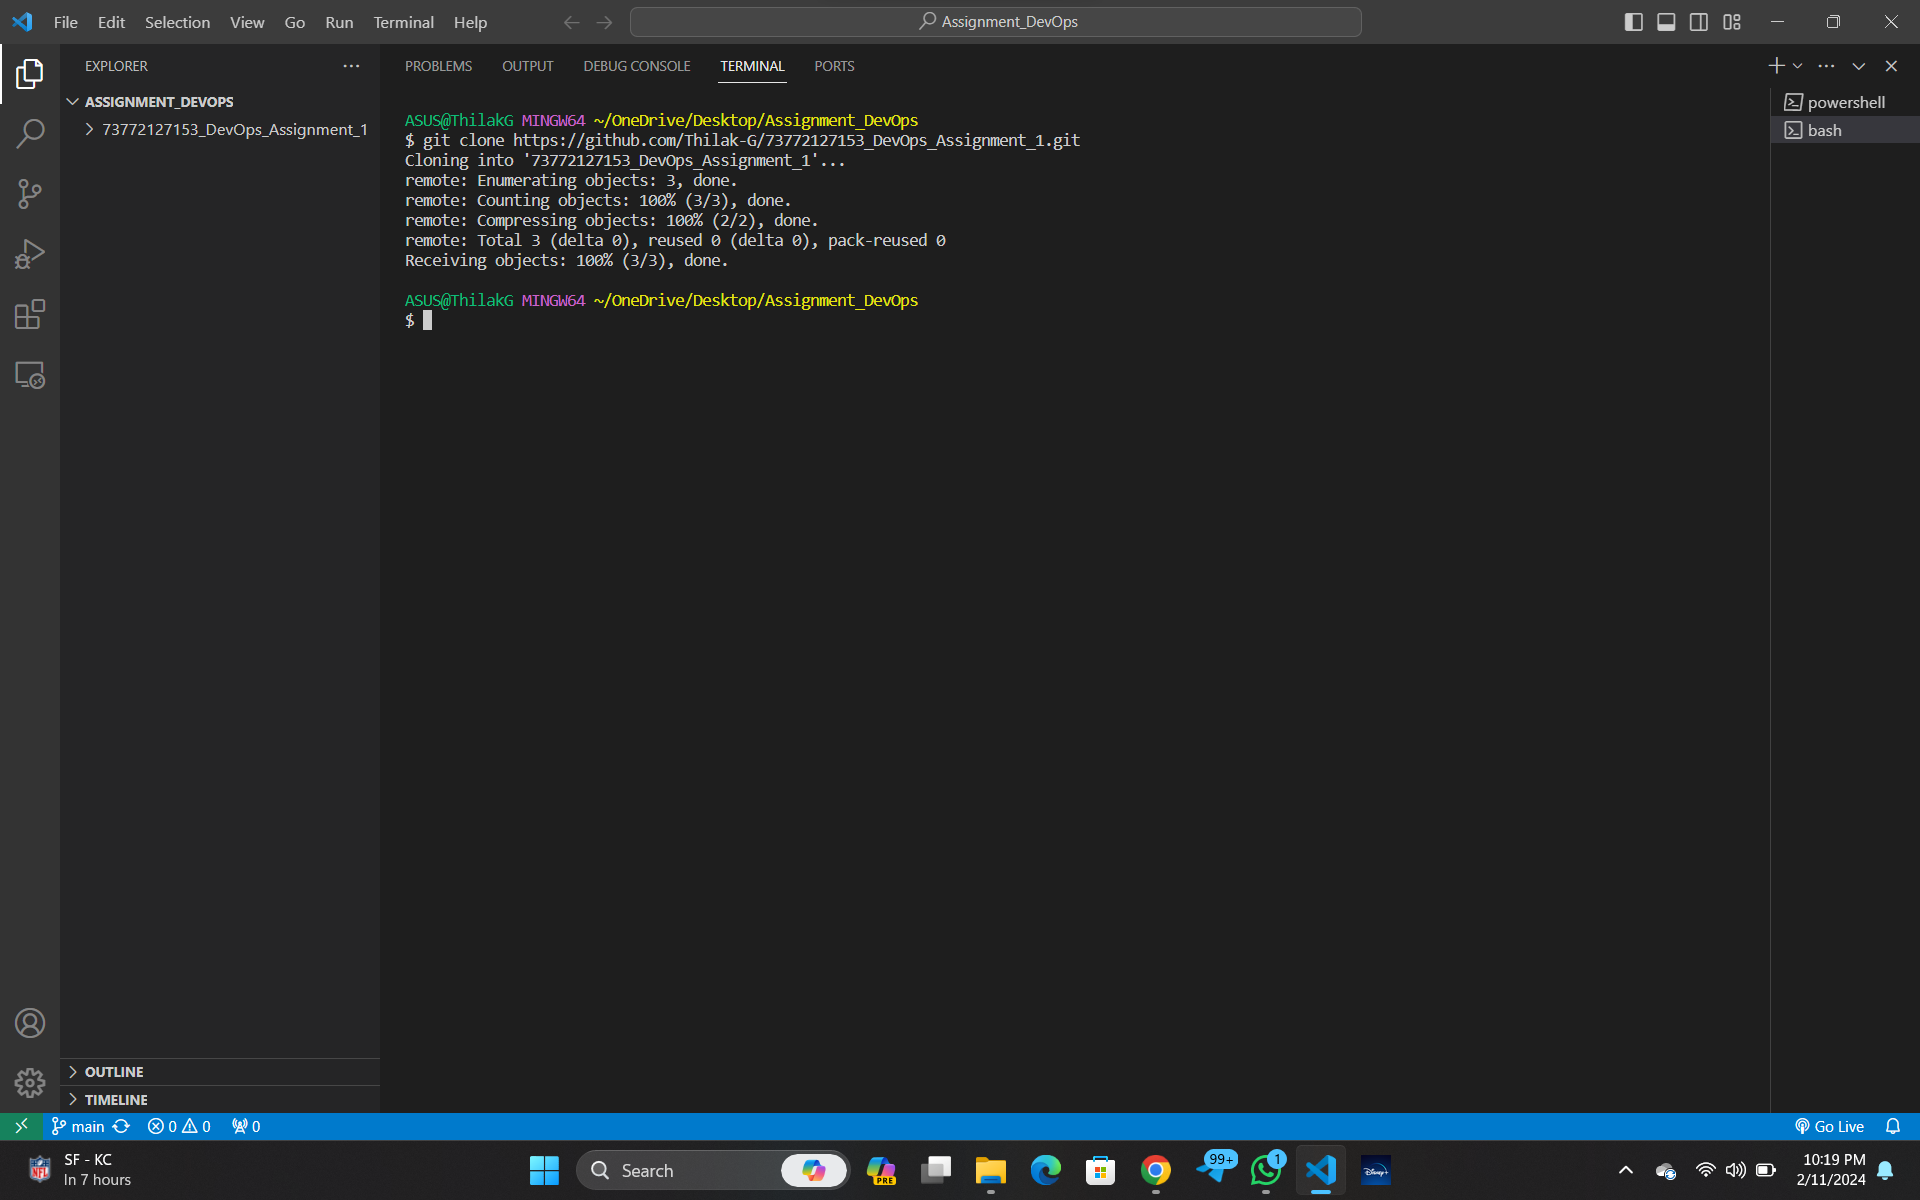 File Edit Selection View Go Run Terminal Help
Assignment_DevOps
EXPLORER
ASSIGNMENT_DEVOPS
73772127153_DevOps_Assignment_1
OUTLINE
TIMELINE
PROBLEMS OUTPUT DEBUG CONSOLE TERMINAL PORTS
ASUS@ThilakG MINGW64 ~/OneDrive/Desktop/Assignment_DevOps
$ git clone https://github.com/Thilak-G/73772127153_DevOps_Assignment_1.git
Cloning into '73772127153_DevOps_Assignment_1'...
remote: Enumerating objects: 3, done.
remote: Counting objects: 100% (3/3), done.
remote: Compressing objects: 100% (2/2), done.
remote: Total 3 (delta 0), reused 0 (delta 0), pack-reused 0
Receiving objects: 100% (3/3), done.
ASUS@ThilakG MINGW64 ~/OneDrive/Desktop/Assignment_DevOps
$
powershell
bash
main 0 0 0 Go Live
SF - KC
In 7 hours
NFL
Search
PRE
99+
1
Disney+
10:19 PM
2/11/2024